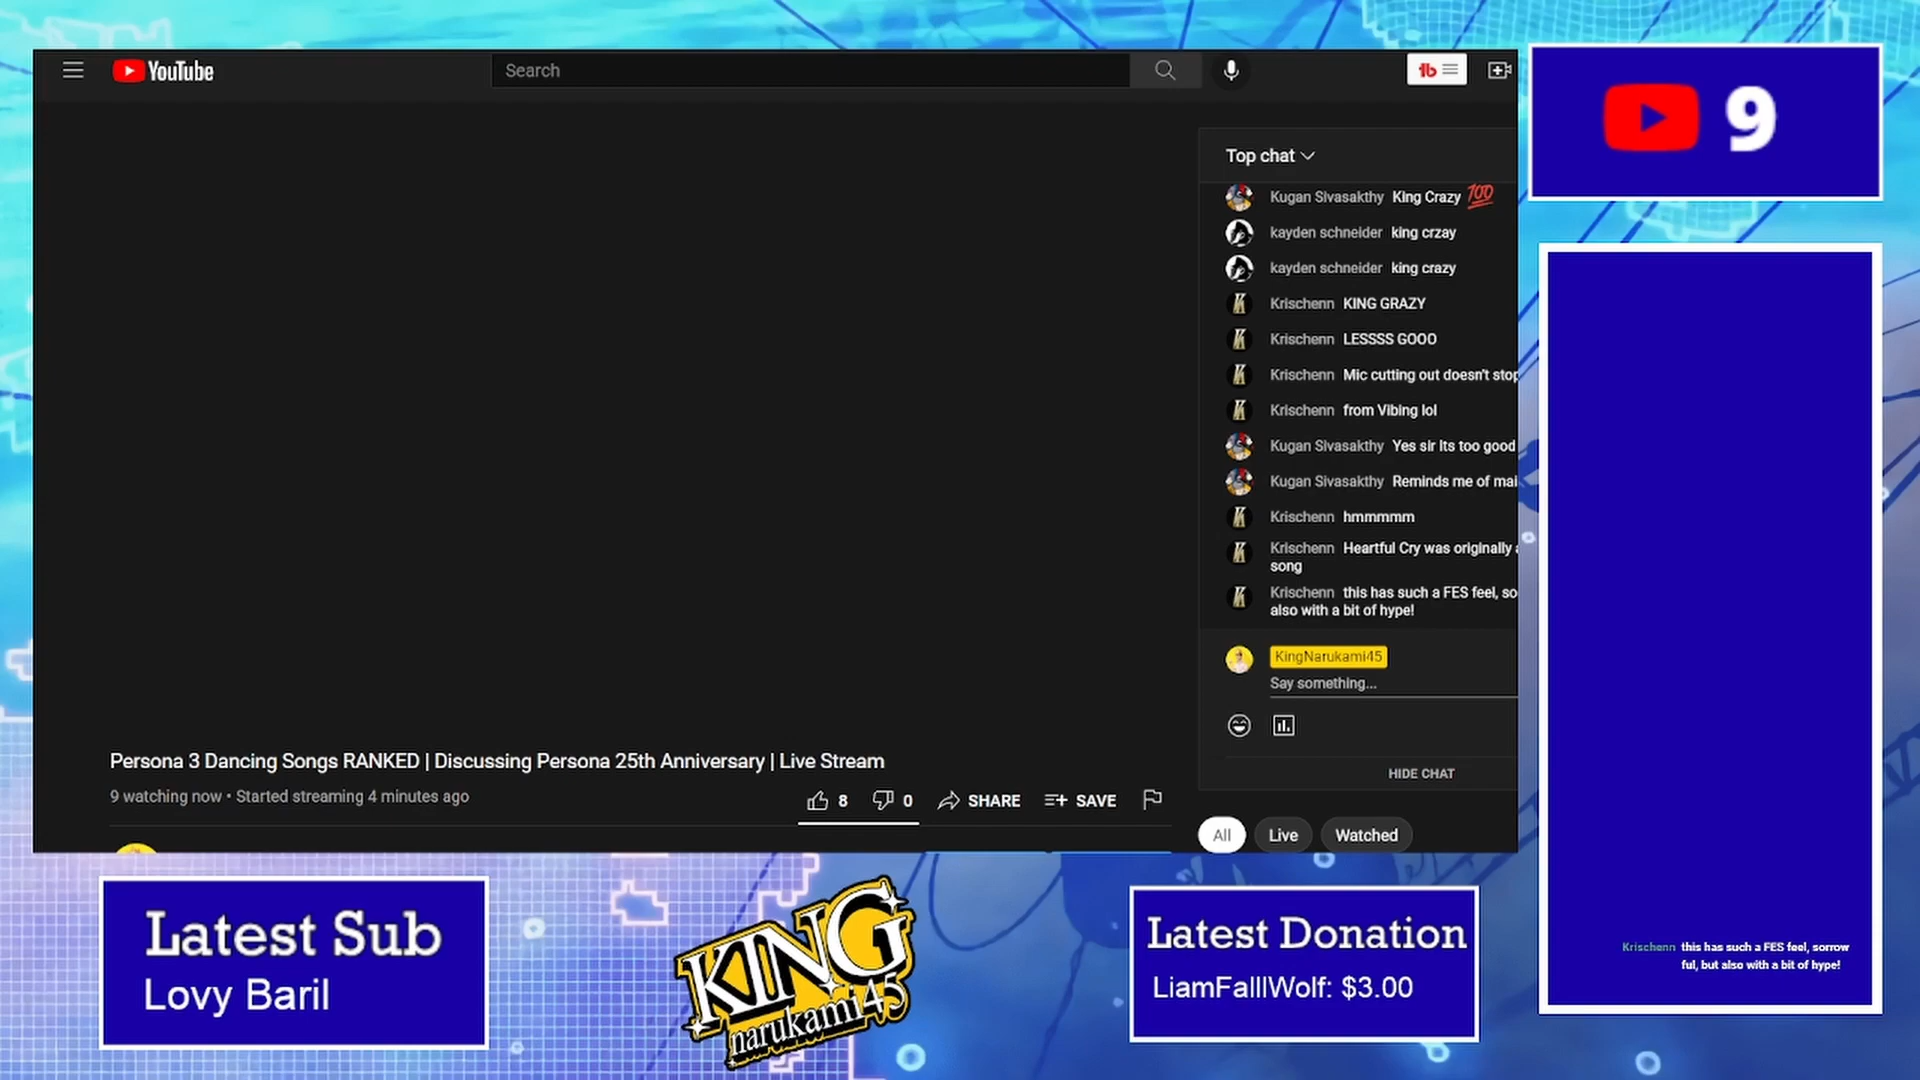 YouTube
Search
9
Top chat
Kugan Sivasakthy King Crazy 💯
kayden schneider king crzay
kayden schneider king crazy
Krischenn KING GRAZY
Krischenn LESSSS GOOO
Krischenn Mic cutting out doesn't stop
Krischenn from Vibing lol
Kugan Sivasakthy Yes sir Its too good
Kugan Sivasakthy Reminds me of mai
Krischenn hmmmmm
Krischenn Heartful Cry was originally a
song
Krischenn this has such a FES feel, so
also with a bit of hype!
KingNarukami45
Say something...
HIDE CHAT
Persona 3 Dancing Songs RANKED | Discussing Persona 25th Anniversary | Live Stream
9 watching now • Started streaming 4 minutes ago
8 0 SHARE SAVE
All Live Watched
Krischenn this has such a FES feel, sorrow
ful, but also with a bit of hype!
Latest Sub
Lovy Baril
KING
narukami45
Latest Donation
LiamFalllWolf: $3.00